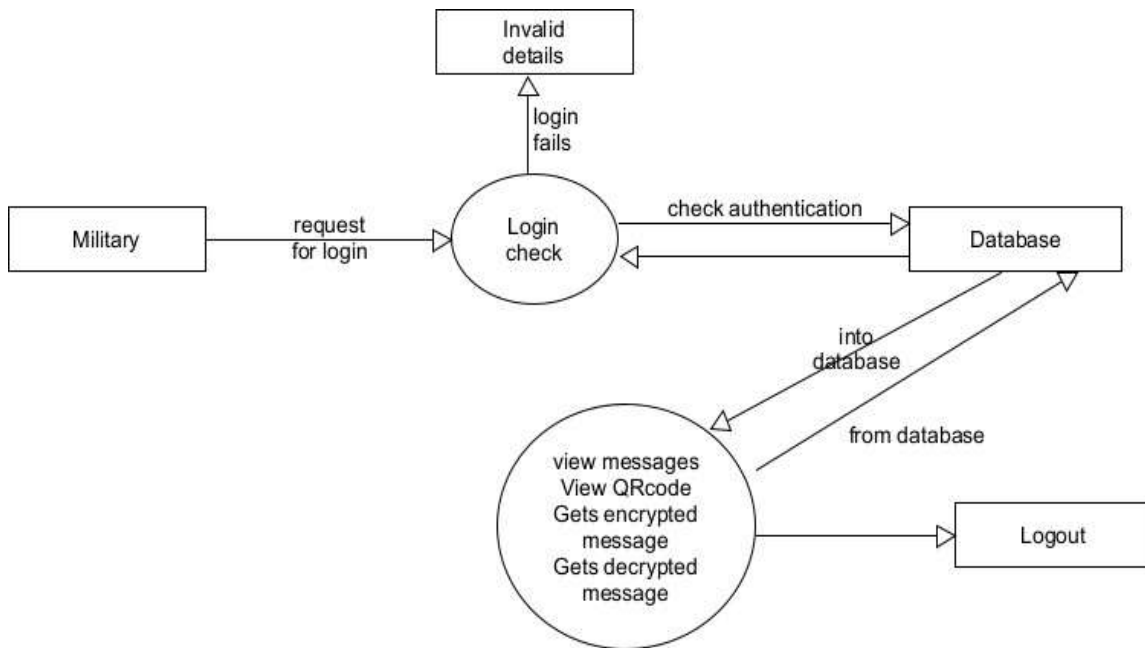 Invalid
details
login
fails
Military
request
for login
Login
check
check authentication
Database
into
database
from database
view messages
View QRcode
Gets encrypted
message
Gets decrypted
message
Logout